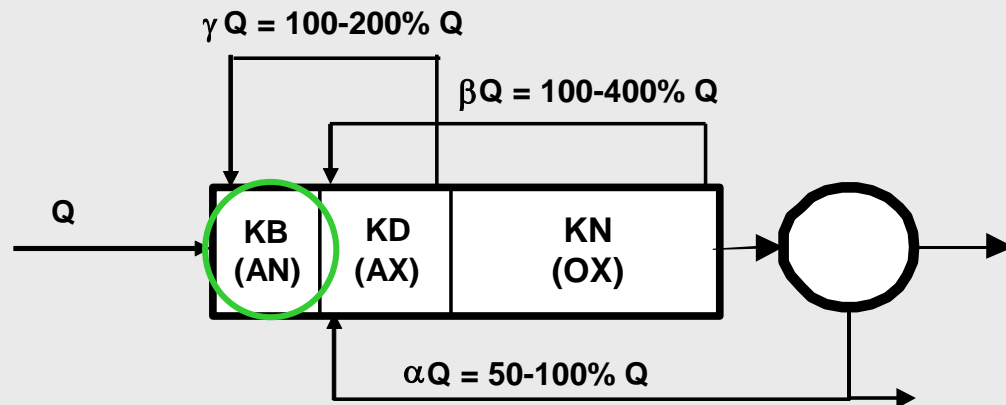 γ Q = 100-200% Q
βQ = 100-400% Q
Q
KB
(AN)
KD
(AX)
KN
(OX)
αQ = 50-100% Q